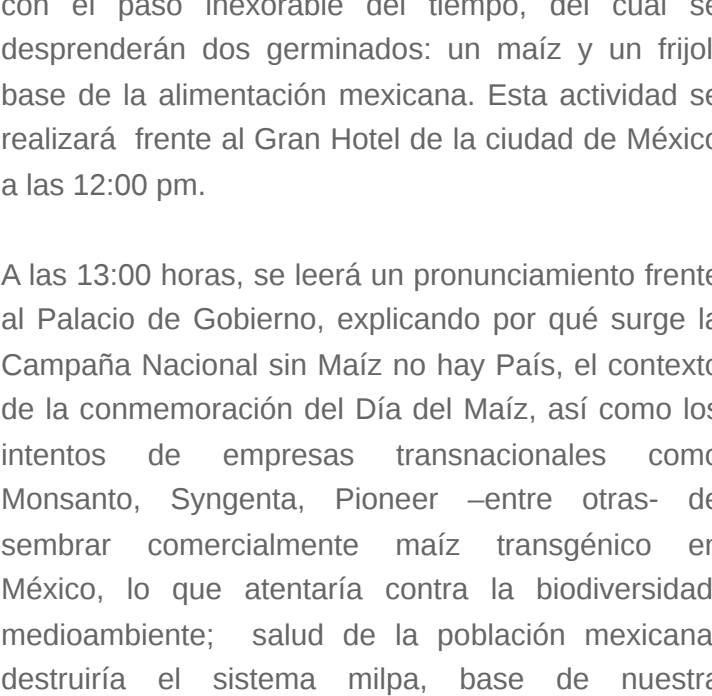 con el paso inexorable del tiempo, del cual se
desprenderán dos germinados: un maíz y un frijol
base de la alimentación mexicana. Esta actividad se
realizará frente al Gran Hotel de la ciudad de México
a las 12:00 pm.
A las 13:00 horas, se leerá un pronunciamiento frente
al Palacio de Gobierno, explicando por qué surge la
Campaña Nacional sin Maíz no hay País, el contexto
de la conmemoración del Día del Maíz, así como los
intentos de empresas transnacionales como
Monsanto, Syngenta, Pioneer –entre otras- de
sembrar comercialmente maíz transgénico en
México, lo que atentaría contra la biodiversidad
medioambiente; salud de la población mexicana
destruiría el sistema milpa, base de nuestra